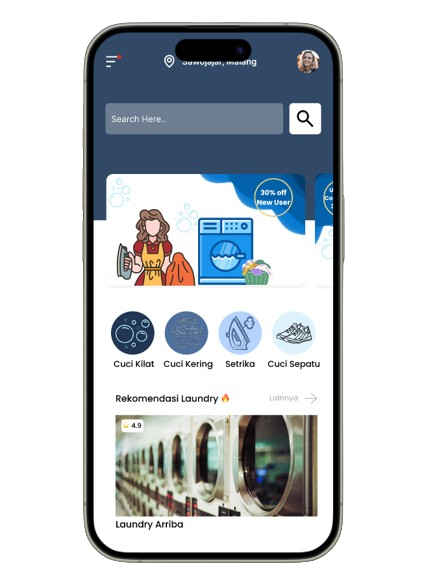 Sawojajar, Malang
Search Here..
30% off
New User
Cuci Kilat
Cuci Kering
Setrika
Cuci Sepatu
Rekomendasi Laundry 🔥
Lainnya
4.9
Laundry Arriba